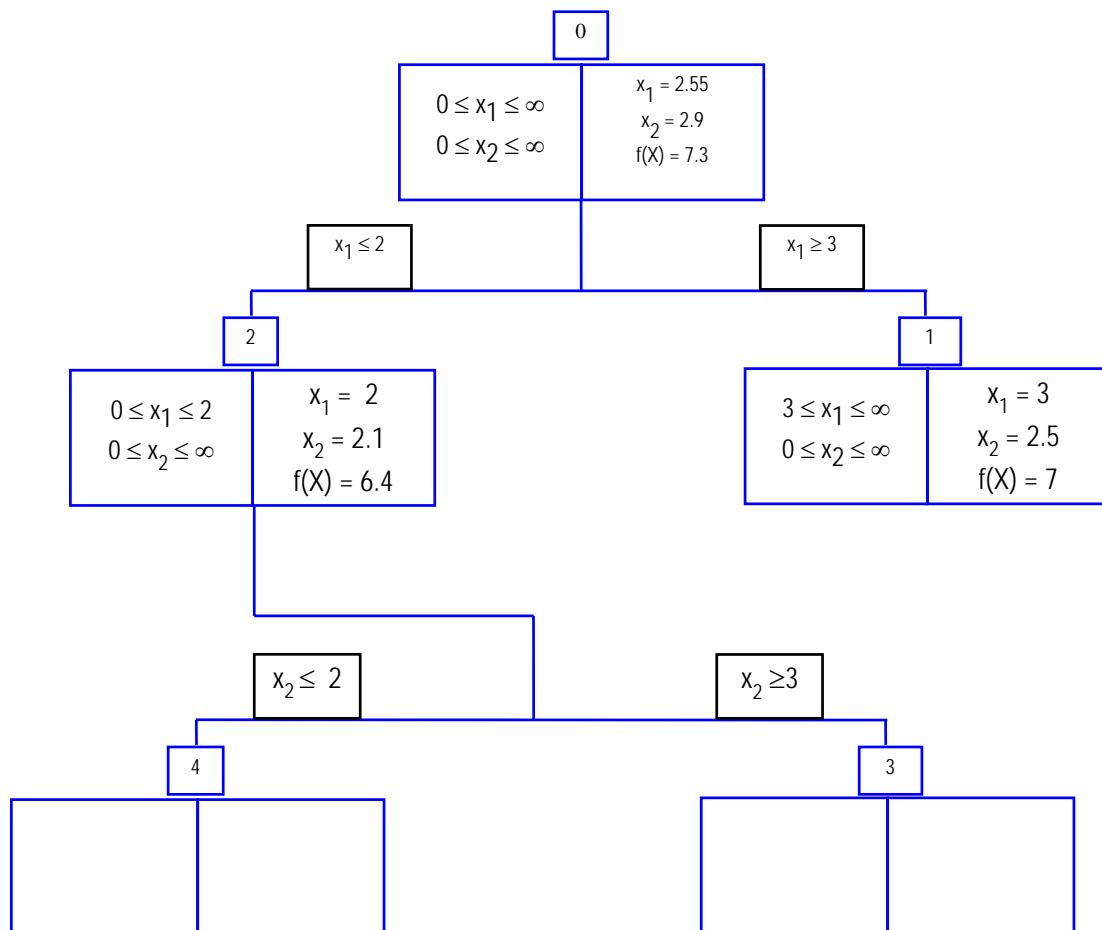 0
0 ≤ x₁ ≤ ∞
0 ≤ x₂ ≤ ∞
x₁ = 2.55
x₂ = 2.9
f(X) = 7.3
x₁ ≤ 2
x₁ ≥ 3
2
0 ≤ x₁ ≤ 2
0 ≤ x₂ ≤ ∞
x₁ = 2
x₂ = 2.1
f(X) = 6.4
1
3 ≤ x₁ ≤ ∞
0 ≤ x₂ ≤ ∞
x₁ = 3
x₂ = 2.5
f(X) = 7
x₂ ≤ 2
x₂ ≥3
4
3